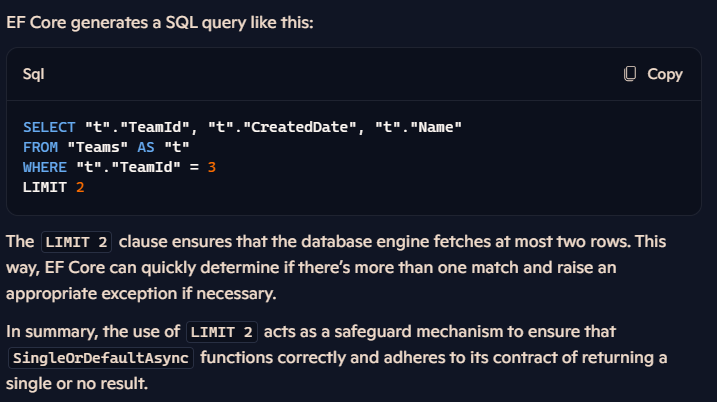 EF Core generates a SQL query like this:
Sql
Copy
SELECT "t"."TeamId", "t"."CreatedDate", "t"."Name"
FROM "Teams" AS "t"
WHERE "t"."TeamId" = 3
LIMIT 2
The LIMIT 2 clause ensures that the database engine fetches at most two rows. This
way, EF Core can quickly determine if there’s more than one match and raise an
appropriate exception if necessary.
In summary, the use of LIMIT 2 acts as a safeguard mechanism to ensure that
SingleOrDefaultAsync functions correctly and adheres to its contract of returning a
single or no result.